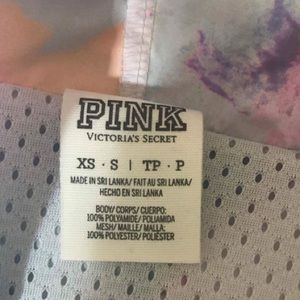 PINK
VICTORIA'S SECRET
XS · S | TP · P
MADE IN SRI LANKA/ FAIT AU SRI LANKA/
HECHO EN SRI LANKA
BODY/ CORPS/ CUERPO:
100% POLYAMIDE/ POLIAMIDA
MESH/ MAILLE/ MALLA:
100% POLYESTER/ POLIÉSTER